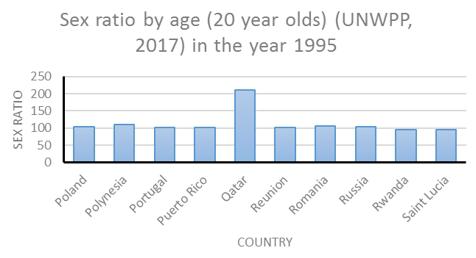 Sex ratio by age (20 year olds) (UNWPP,
2017) in the year 1995
250
200
150
100
50
0
SEX RATIO
Poland
Polynesia
Portugal
Puerto Rico
Qatar
Reunion
Romania
Russia
Rwanda
Saint Lucia
COUNTRY